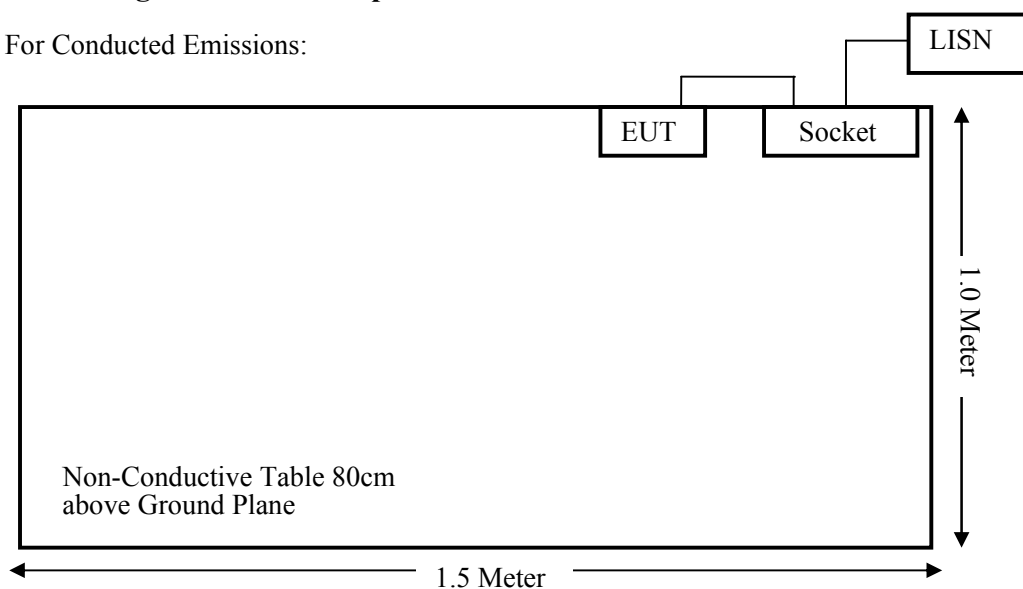 For Conducted Emissions:
LISN
EUT
Socket
1.0 Meter
Non-Conductive Table 80cm
above Ground Plane
1.5 Meter